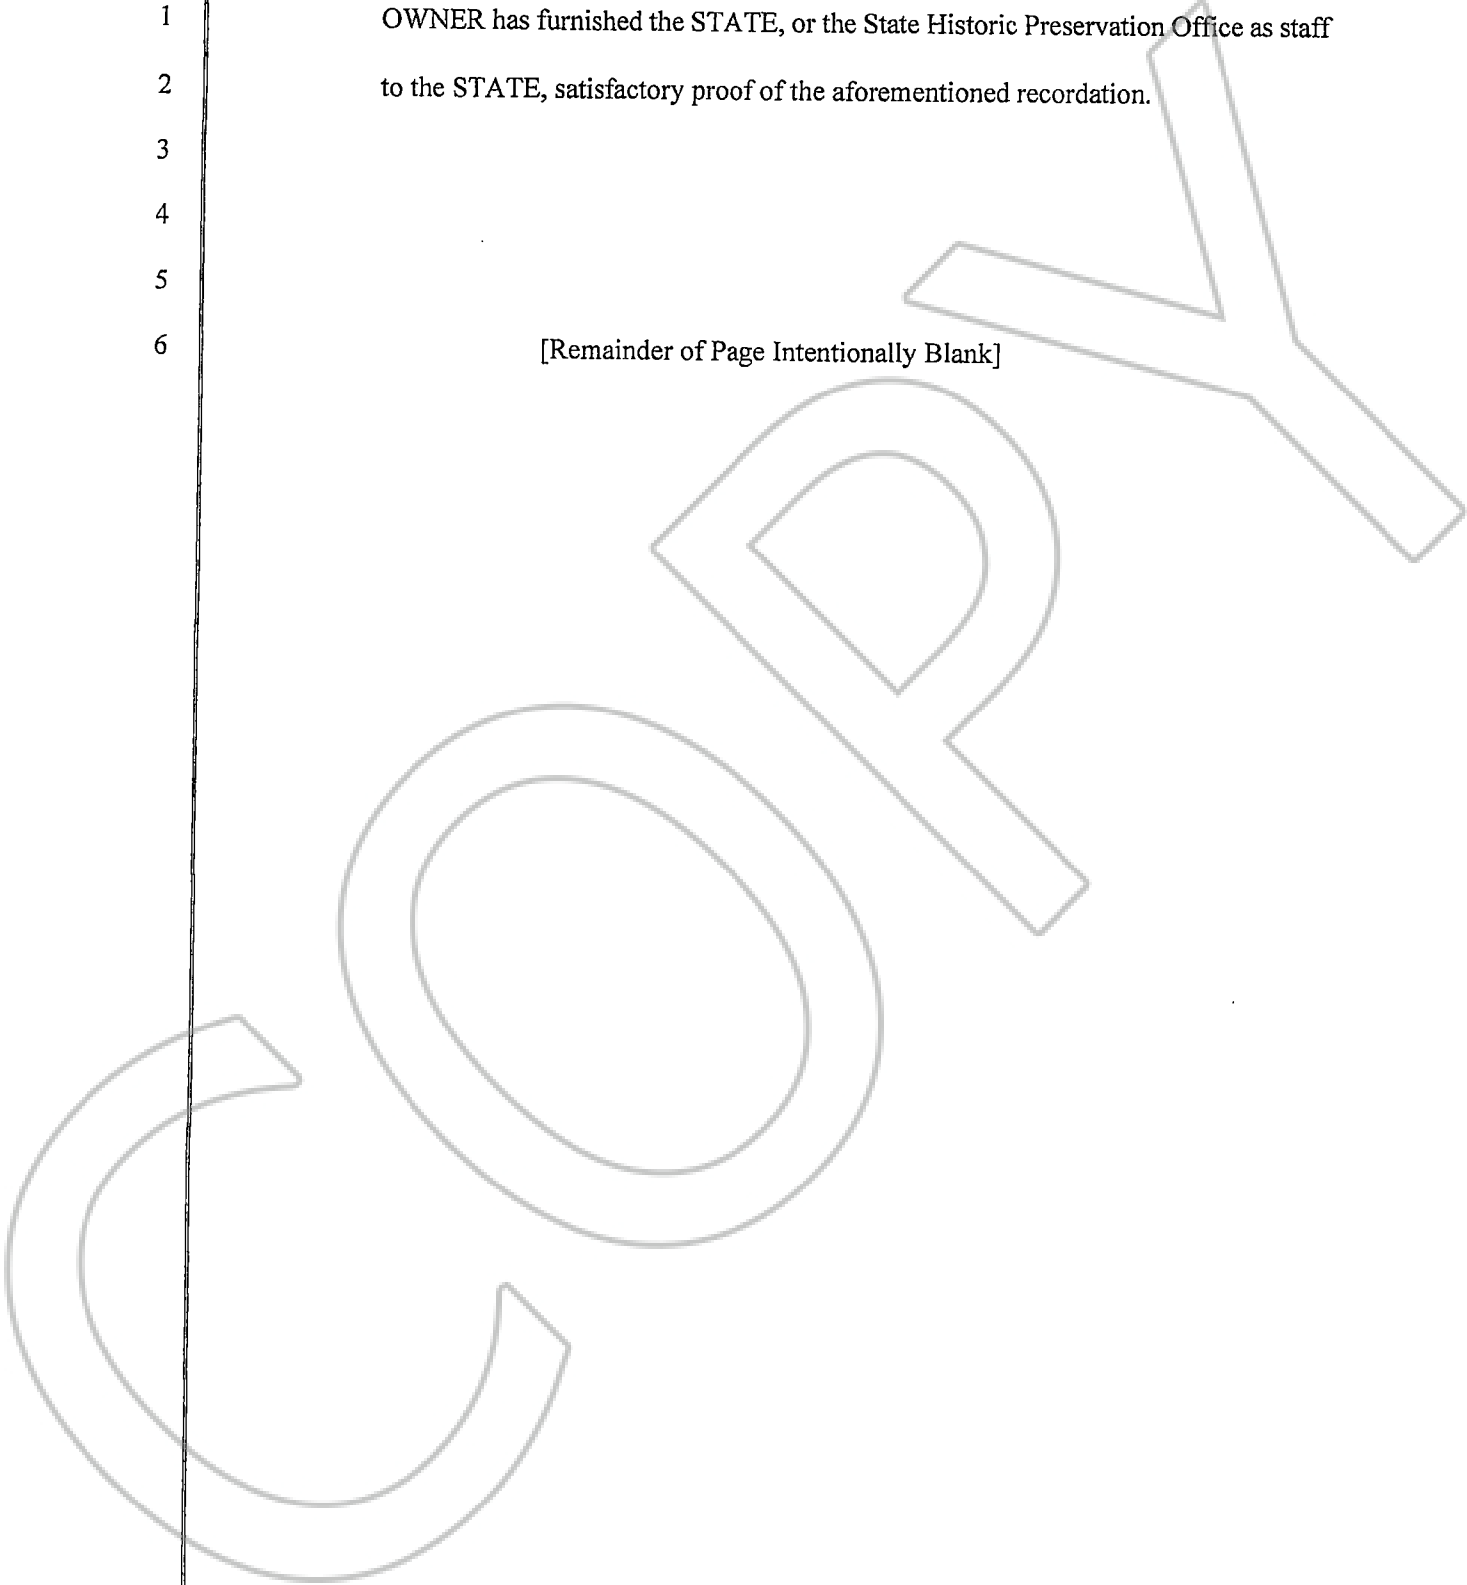 1 OWNER has furnished the STATE, or the State Historic Preservation Office as staff
2 to the STATE, satisfactory proof of the aforementioned recordation.
3
4
5
6 [Remainder of Page Intentionally Blank]
COPY